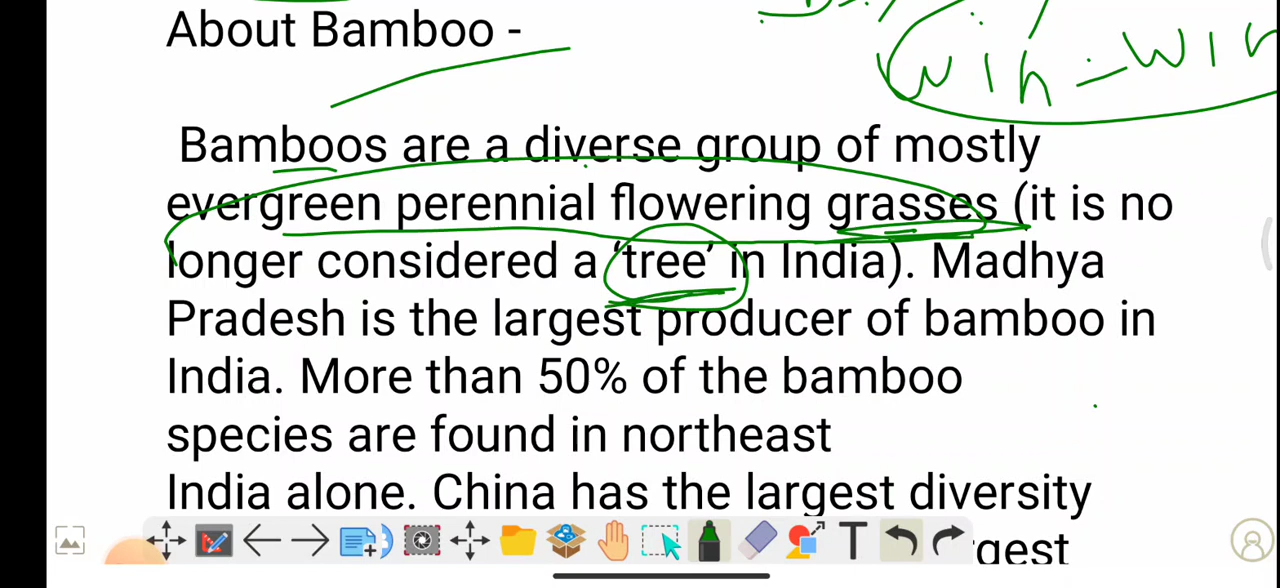 About Bamboo -
win - win
Bamboos are a diverse group of mostly
evergreen perennial flowering grasses (it is no
longer considered a ‘tree’ in India). Madhya
Pradesh is the largest producer of bamboo in
India. More than 50% of the bamboo
species are found in northeast
India alone. China has the largest diversity
T